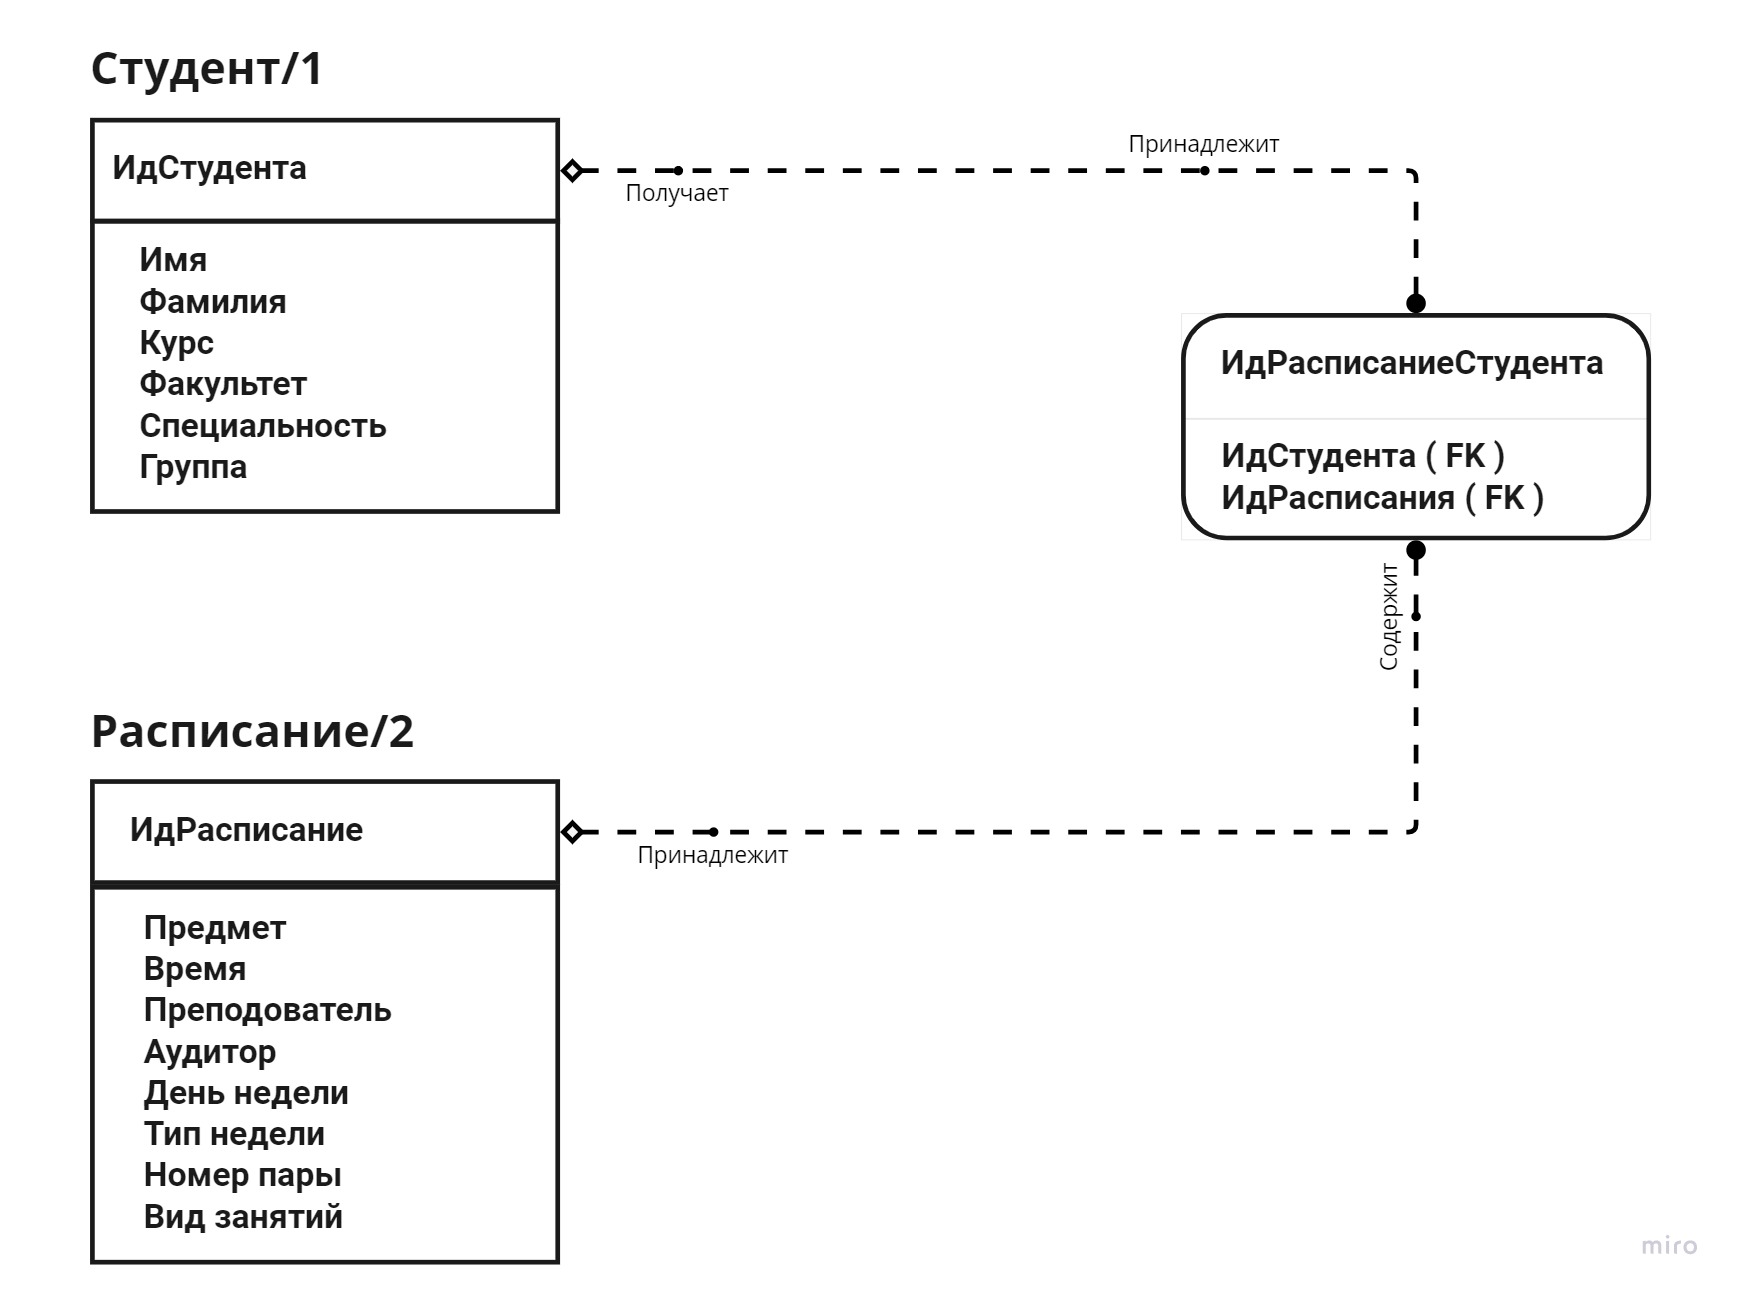 Студент/1
ИдСтудента
Имя
Фамилия
Курс
Факультет
Специальность
Группа
Получает
Принадлежит
ИдРасписаниеСтудента
ИдСтудента ( FK )
ИдРасписания ( FK )
Содержит
Расписание/2
ИдРасписание
Принадлежит
Предмет
Время
Преподователь
Аудитор
День недели
Тип недели
Номер пары
Вид занятий
miro